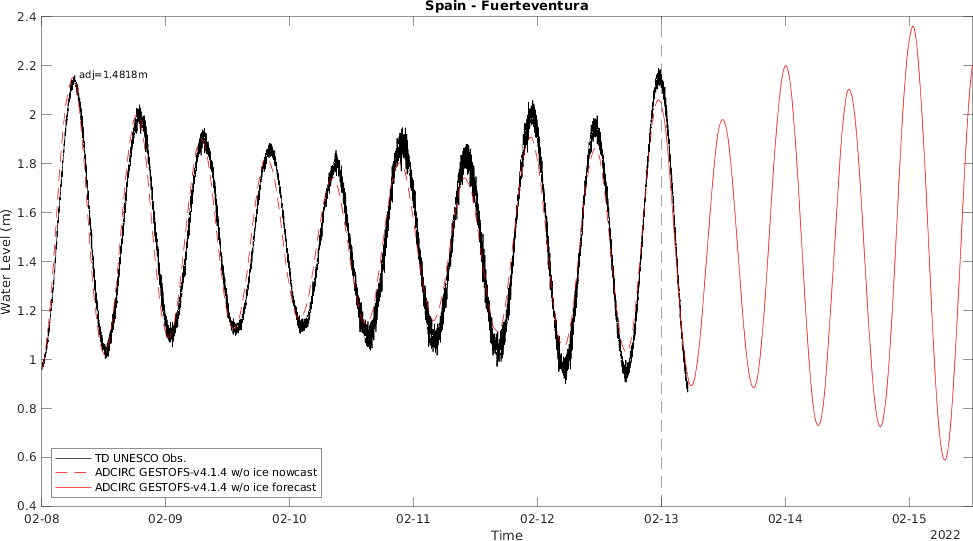 Spain - Fuerteventura
2.4
2.2
2
1.8
1.6
1.4
1.2
1
0.8
0.6
0.4
Water Level (m)
adj=1.4818m
TD UNESCO Obs.
ADCIRC GESTOFS-v4.1.4 w/o ice nowcast
ADCIRC GESTOFS-v4.1.4 w/o ice forecast
02-08 02-09 02-10 02-11 02-12 02-13 02-14 02-15
Time
2022